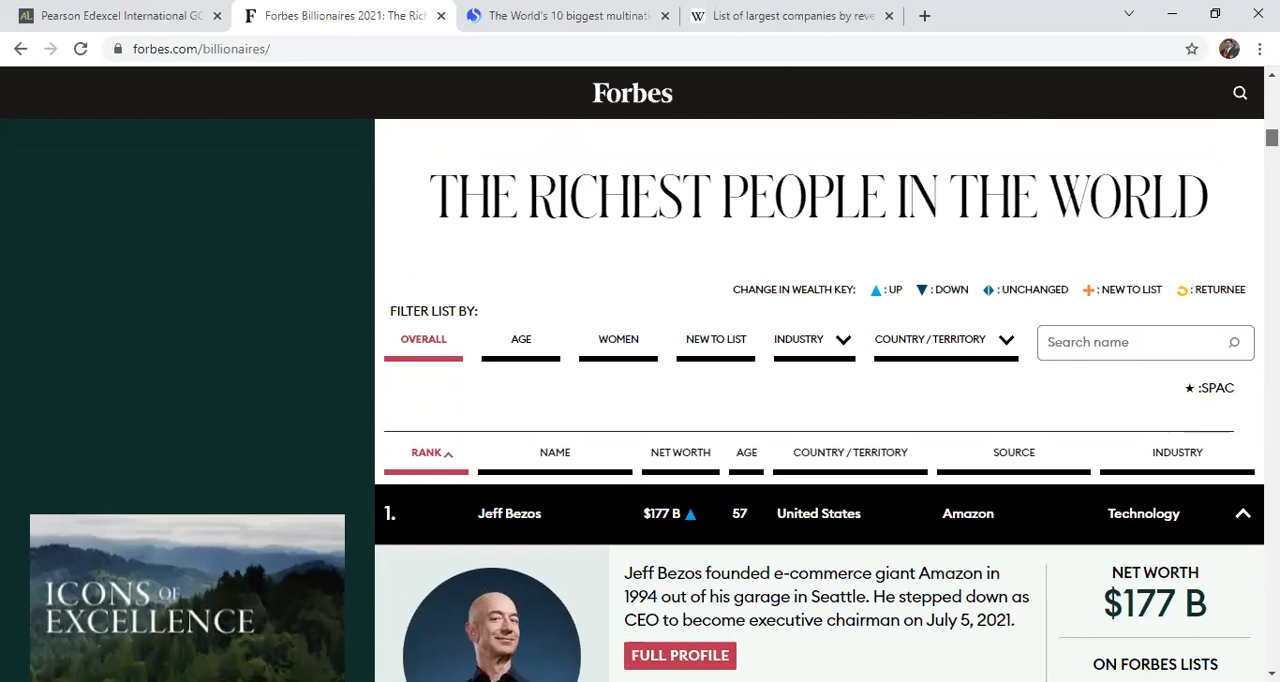 Pearson Edexcel International GC
Forbes Billionaires 2021: The Rich
The World's 10 biggest multinati
W List of largest companies by reve
forbes.com/billionaires/
Forbes
THE RICHEST PEOPLE IN THE WORLD
CHANGE IN WEALTH KEY: : UP : DOWN : UNCHANGED : NEW TO LIST : RETURNEE
FILTER LIST BY:
OVERALL AGE WOMEN NEW TO LIST INDUSTRY COUNTRY / TERRITORY Search name
★ :SPAC
RANK NAME NET WORTH AGE COUNTRY / TERRITORY SOURCE INDUSTRY
1. Jeff Bezos $177 B 57 United States Amazon Technology
Jeff Bezos founded e-commerce giant Amazon in
1994 out of his garage in Seattle. He stepped down as
CEO to become executive chairman on July 5, 2021.
FULL PROFILE
NET WORTH
$177 B
ON FORBES LISTS
ICONS OF
EXCELLENCE